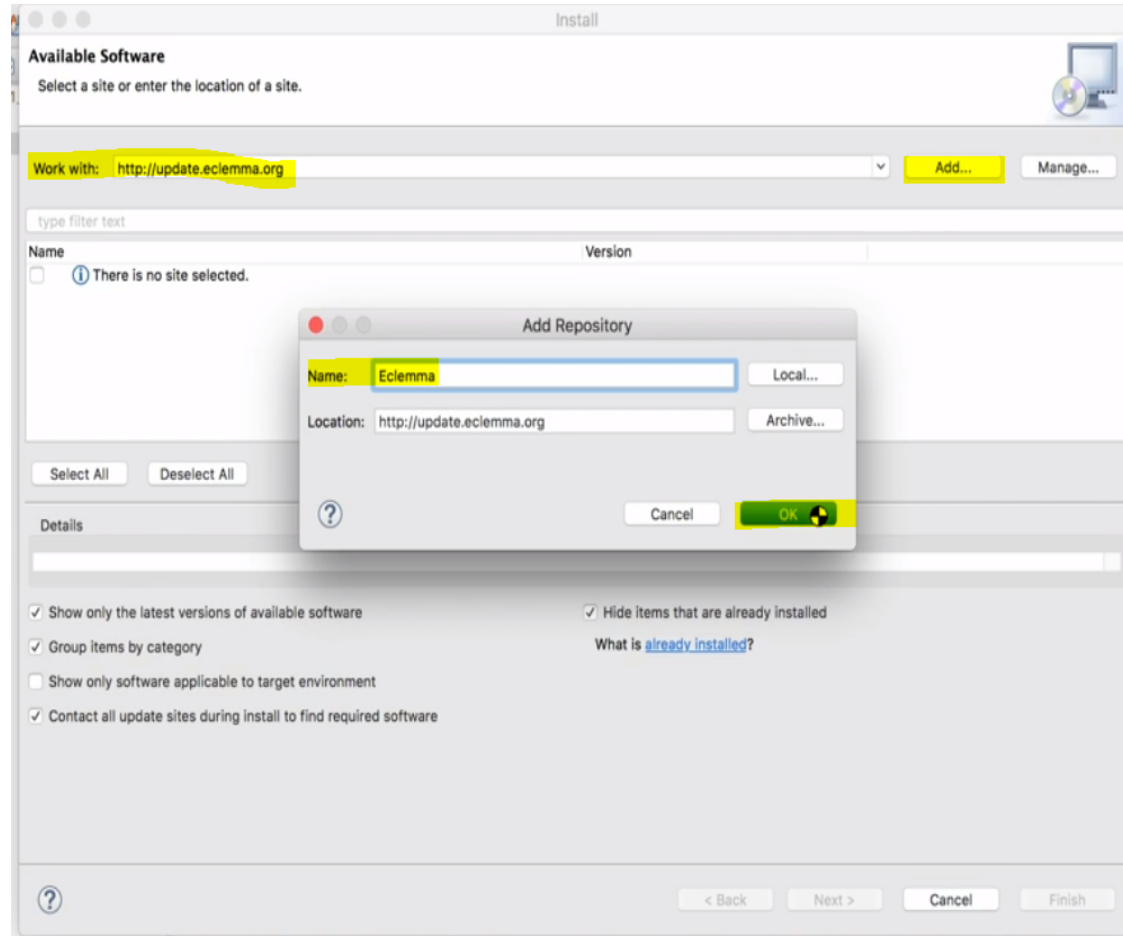 Install
Available Software
Select a site or enter the location of a site.
Work with: http://update.eclemma.org Add... Manage...
type filter text
Name Version
There is no site selected.
Add Repository
Name: Eclemma Local...
Location: http://update.eclemma.org Archive...
Select All Deselect All
? Cancel OK
Details
Show only the latest versions of available software Hide items that are already installed
Group items by category What is already installed?
Show only software applicable to target environment
Contact all update sites during install to find required software
? < Back Next > Cancel Finish